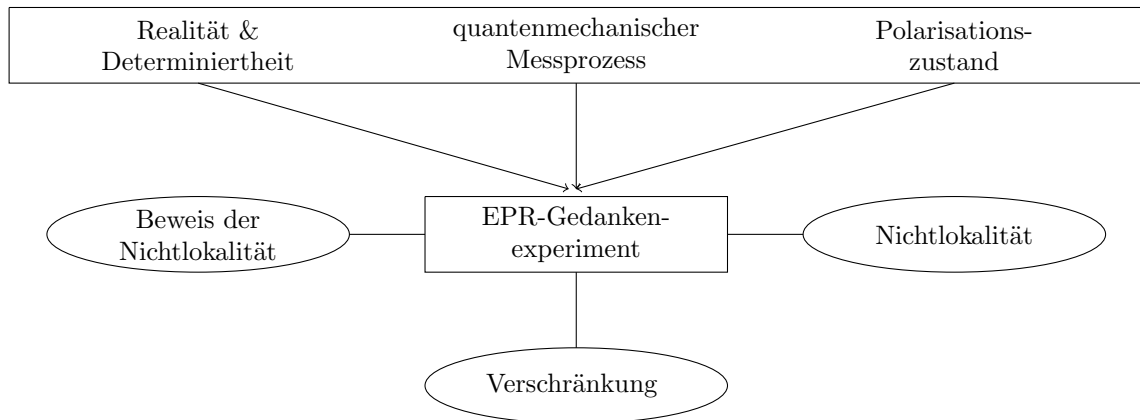 Realität &
Determiniertheit
quantenmechanischer
Messprozess
Polarisations-
zustand
Beweis der
Nichtlokalität
EPR-Gedanken-
experiment
Nichtlokalität
Verschränkung